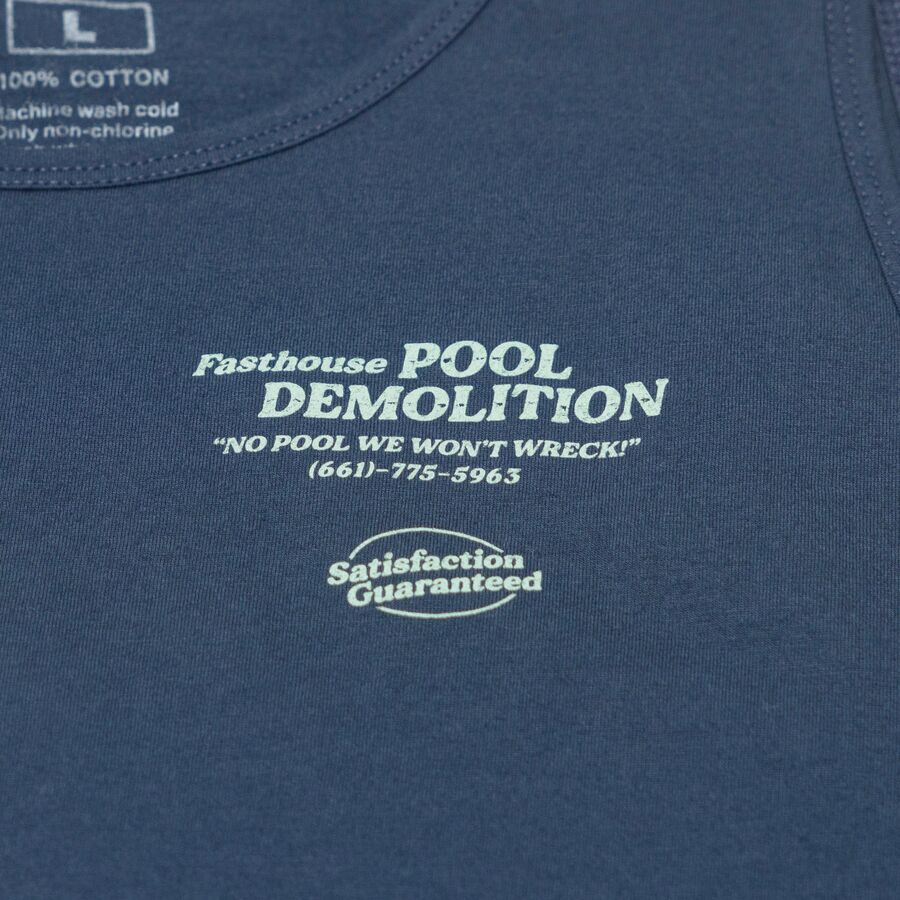 L
100% COTTON
Machine wash cold
Only non-chlorine
Fasthouse POOL
DEMOLITION
“NO POOL WE WON'T WRECK!”
(661)-775-5963
Satisfaction
Guaranteed